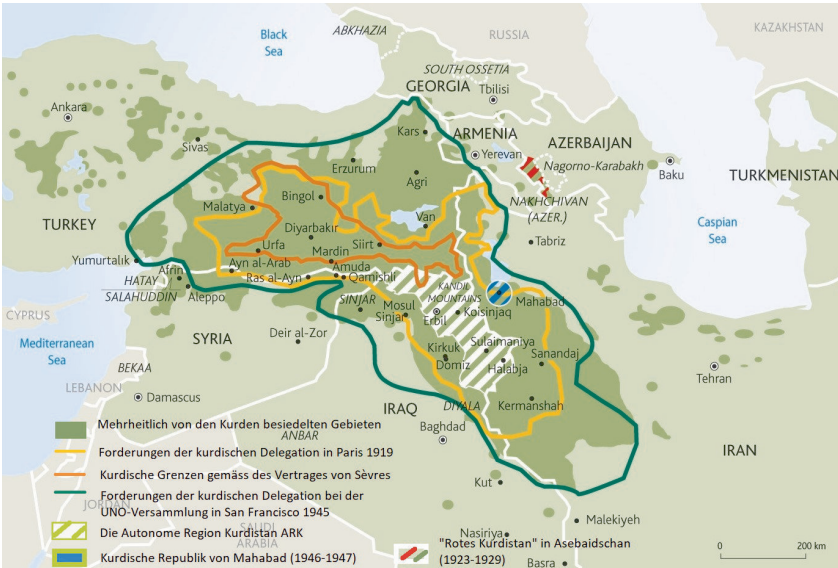 ABKHAZIA
RUSSIA
KAZAKHSTAN
Black
Sea
SOUTH OSSETIA
GEORGIA
Tbilisi
Ankara
Sivas
Kars
ARMENIA
AZERBAIJAN
Yerevan
Nagorno-Karabakh
Baku
Erzurum
Agri
TURKMENISTAN
NAKHCHIVAN
(AZER.)
Bingol
Malatya
Van
TURKEY
Caspian
Sea
Diyarbakır
Tabriz
Urfa
Siirt
Mardin
Yumurtalık
Ayn al-Arab
Amuda
Afrin
Ras al-Ayn
Qamishli
HATAY
KANDIL
MOUNTAINS
SALAHUDDIN
Aleppo
SINJAR
Mosul
Mahabad
CYPRUS
Sinjar
Erbil
Koisinjaq
SYRIA
Deir al-Zor
Mediterranean
Sea
Kirkuk
Sulaimaniya
Sanandaj
Domiz
Halabja
BEKAA
Tehran
LEBANON
Damascus
IRAQ
DIYALA
Kermanshah
Baghdad
ANBAR
IRAN
Kut
JORDAN
SAUDI
ARABIA
Malekiyeh
Nasiriya
Basra
Mehrheitlich von den Kurden besiedelten Gebieten
Forderungen der kurdischen Delegation in Paris 1919
Kurdische Grenzen gemäss des Vertrages von Sèvres
Forderungen der kurdischen Delegation bei der
UNO-Versammlung in San Francisco 1945
Die Autonome Region Kurdistan ARK
Kurdische Republik von Mahabad (1946-1947)
"Rotes Kurdistan" in Asebaidschan
(1923-1929)
0
200 km